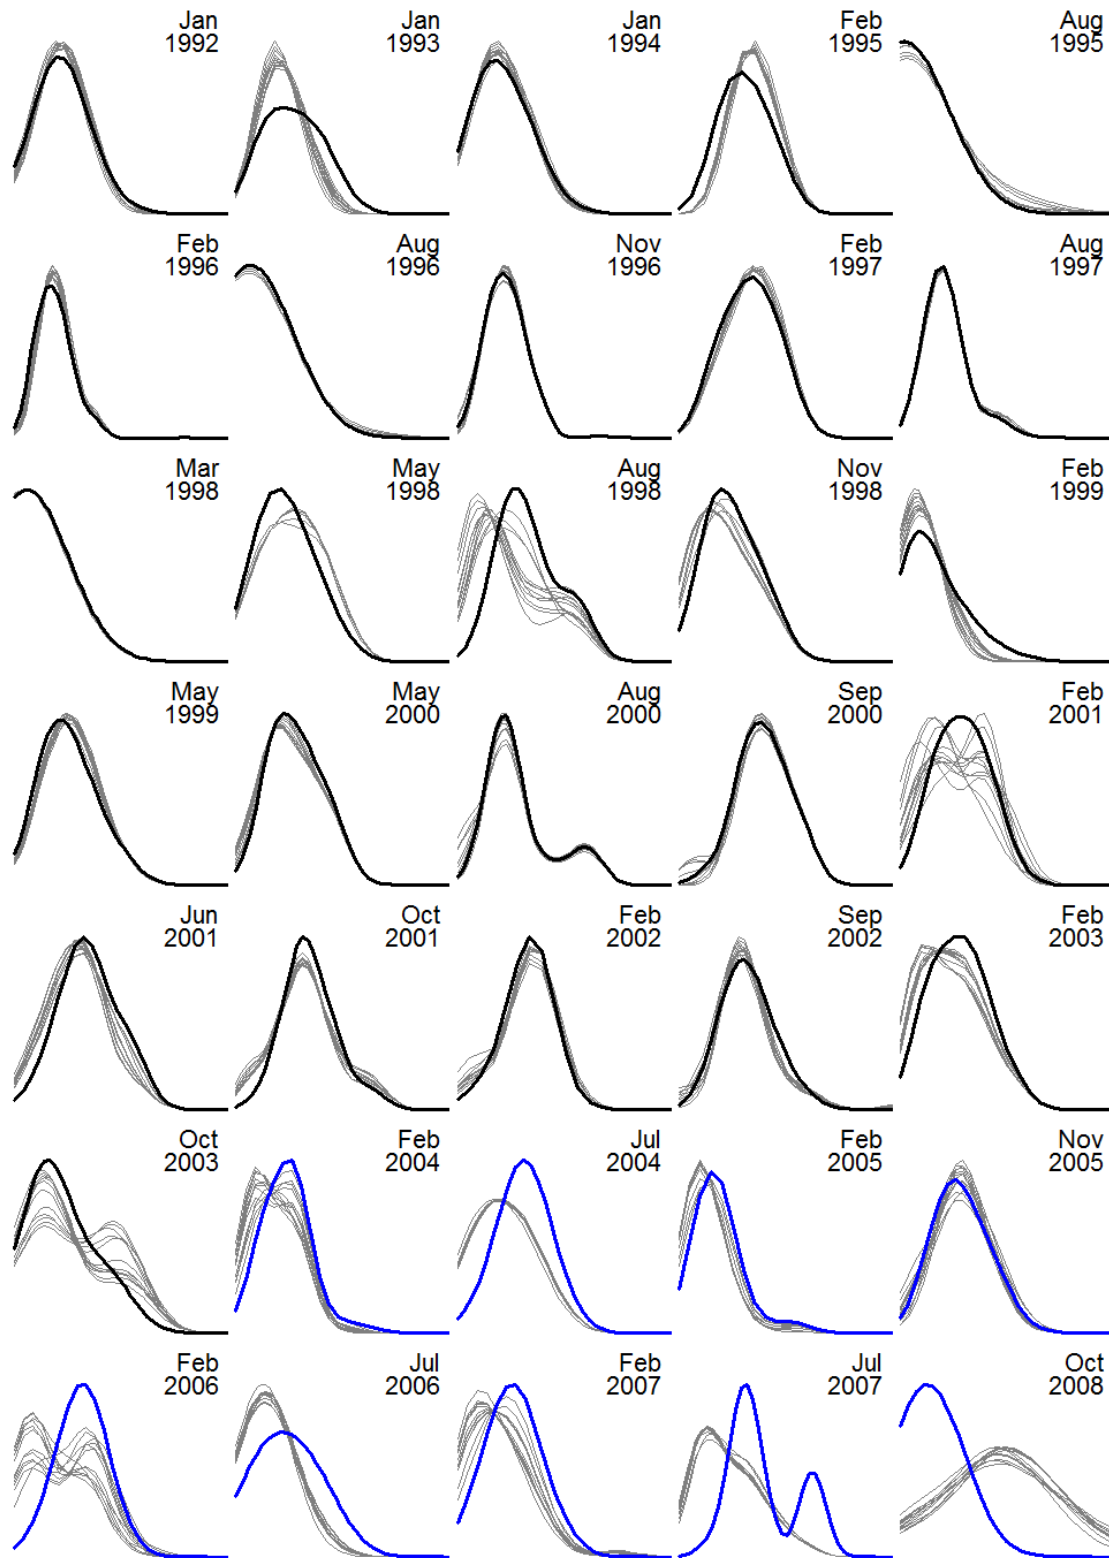 Jan
1992
Jan
1993
Jan
1994
Feb
1995
Aug
1995
Feb
1996
Aug
1996
Nov
1996
Feb
1997
Aug
1997
Mar
1998
May
1998
Aug
1998
Nov
1998
Feb
1999
May
1999
May
2000
Aug
2000
Sep
2000
Feb
2001
Jun
2001
Oct
2001
Feb
2002
Sep
2002
Feb
2003
Oct
2003
Feb
2004
Jul
2004
Feb
2005
Nov
2005
Feb
2006
Jul
2006
Feb
2007
Jul
2007
Oct
2008